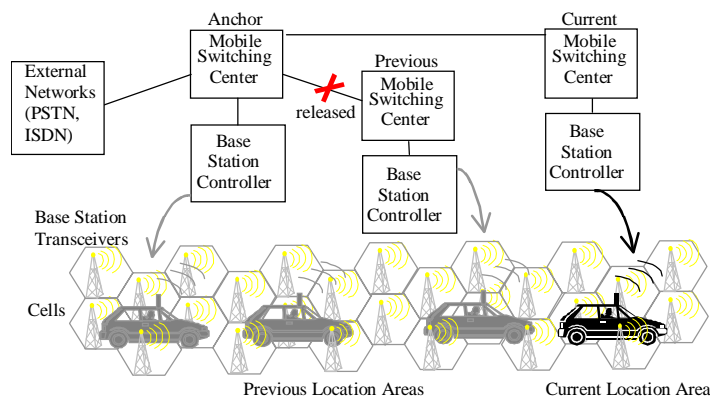 Anchor
Mobile
Switching
Center
Current
Mobile
Switching
Center
Previous
Mobile
Switching
Center
External
Networks
(PSTN,
ISDN)
released
Base
Station
Controller
Base
Station
Controller
Base
Station
Controller
Base Station
Transceivers
Cells
Previous Location Areas
Current Location Area